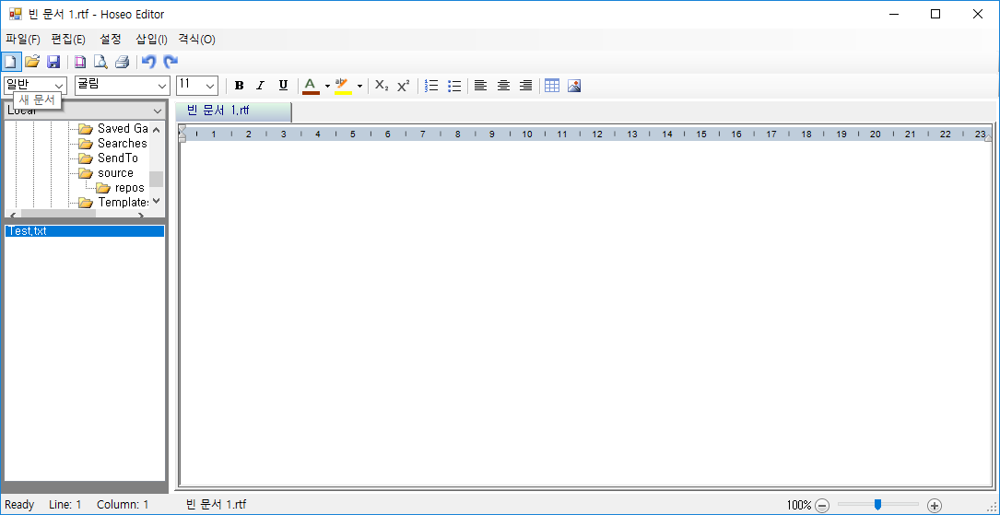 빈 문서 1.rtf - Hoseo Editor
파일(F) 편집(E) 설정 삽입(I) 격식(O)
일반 굴림 11 B I U A X₂ X²
새 문서
Local
빈 문서 1.rtf
Saved Ga
Searches
SendTo
source
repos
Templates
1 2 3 4 5 6 7 8 9 10 11 12 13 14 15 16 17 18 19 20 21 22 23
Test.txt
Ready Line: 1 Column: 1 빈 문서 1.rtf 100%